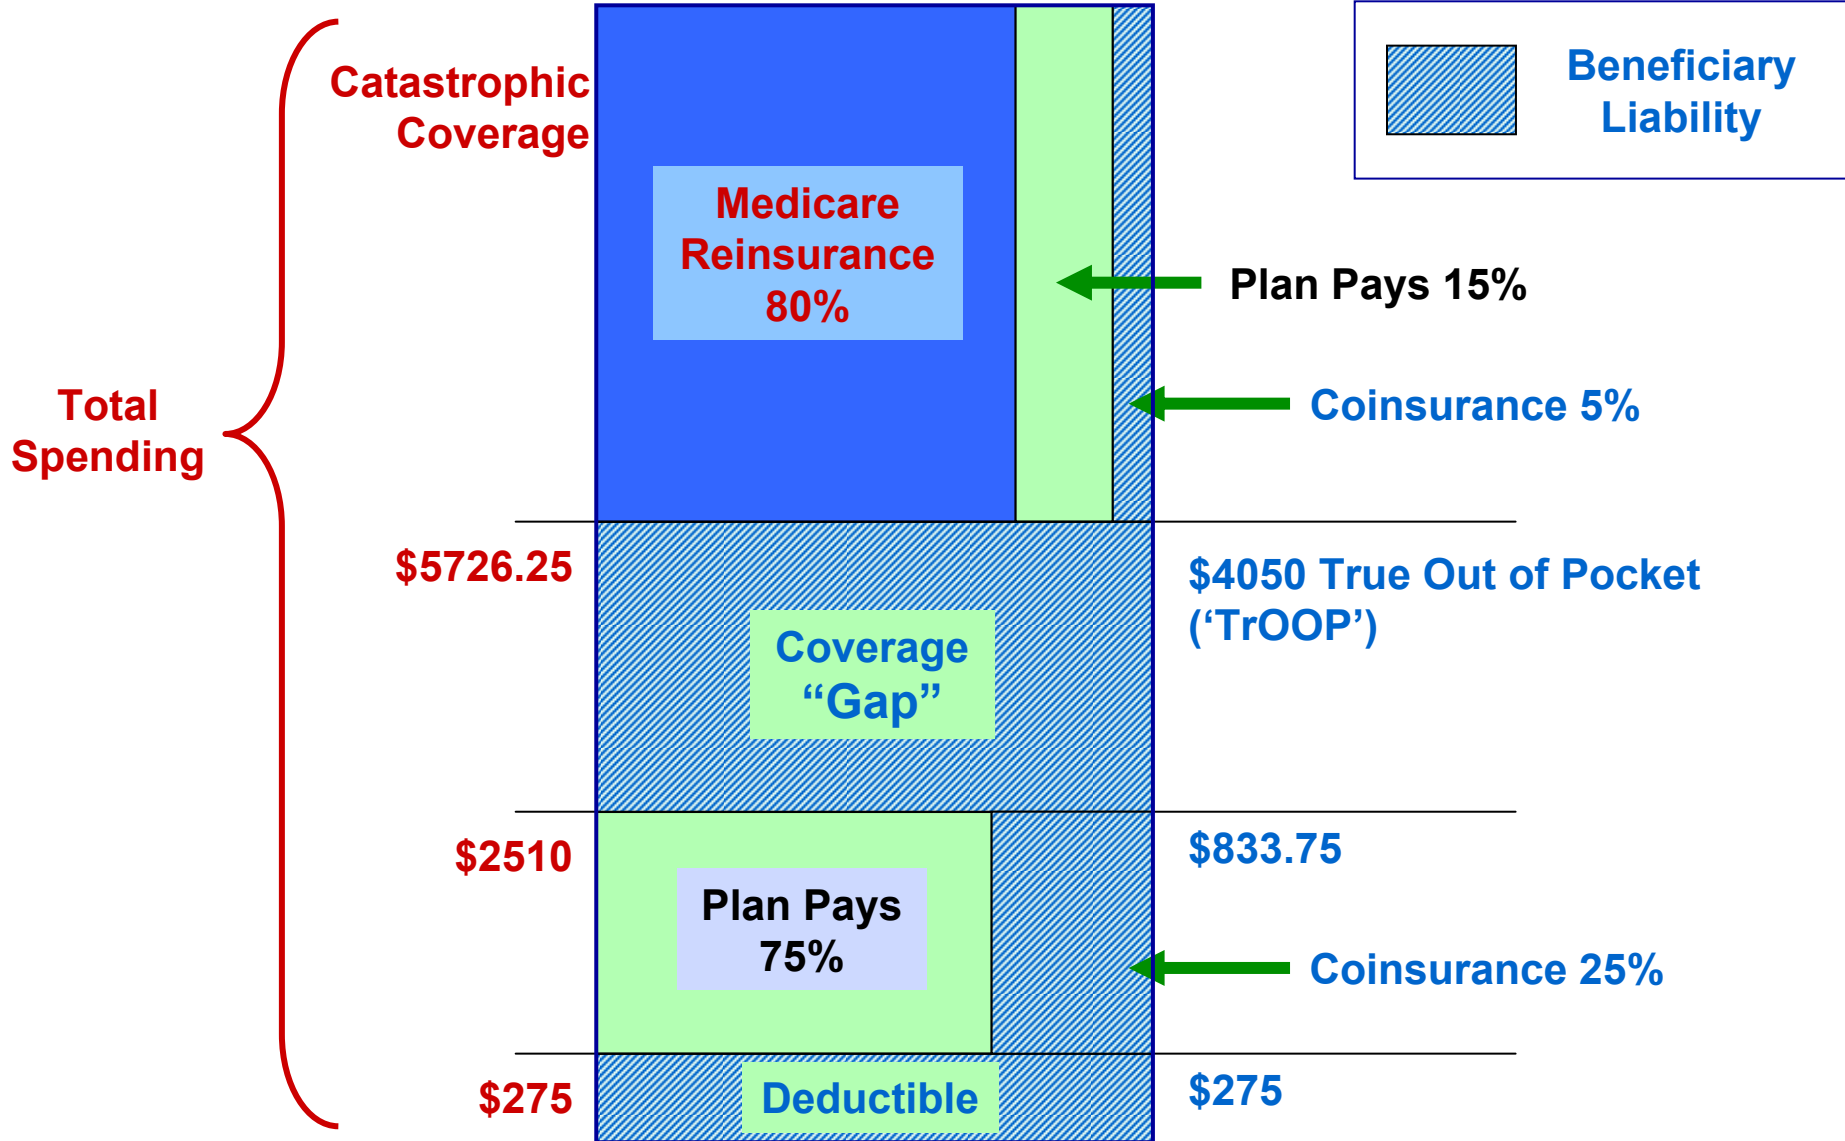 Catastrophic
Coverage
Beneficiary
Liability
Medicare
Reinsurance
80%
Plan Pays 15%
Total
Spending
Coinsurance 5%
$5726.25
$4050 True Out of Pocket
(‘TrOOP’)
Coverage
“Gap”
$2510
$833.75
Plan Pays
75%
Coinsurance 25%
$275
Deductible
$275